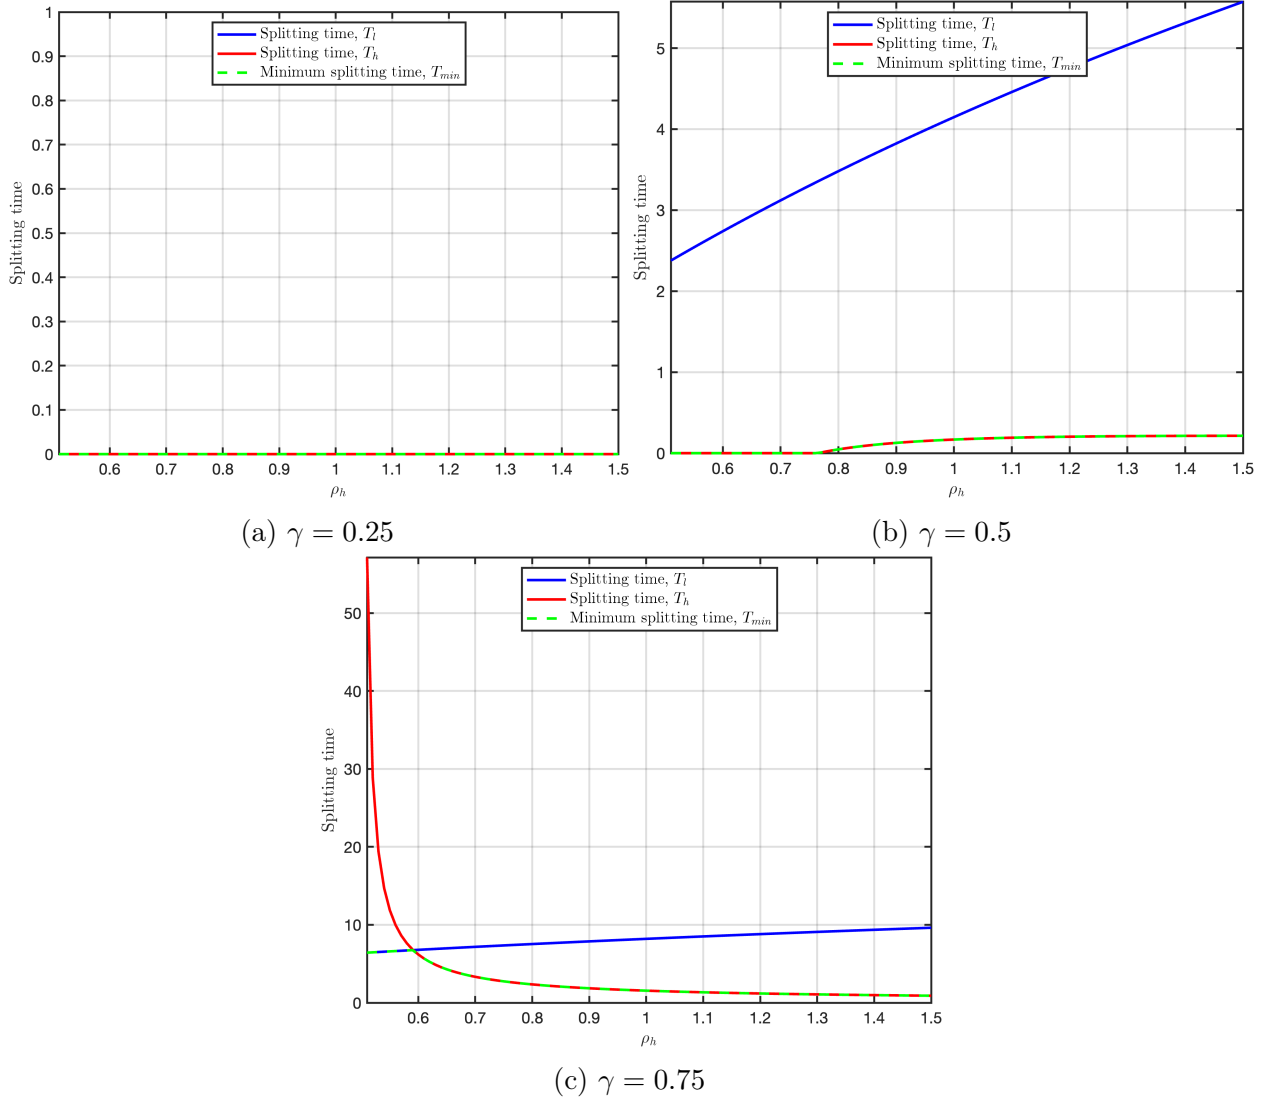 Splitting time, T_l
Splitting time, T_h
Minimum splitting time, T_min
1
0.9
0.8
0.7
0.6
0.5
0.4
0.3
0.2
0.1
0
Splitting time
0.6 0.7 0.8 0.9 1 1.1 1.2 1.3 1.4 1.5
ρ_h
(a) γ = 0.25
Splitting time, T_l
Splitting time, T_h
Minimum splitting time, T_min
5
4
3
2
1
0
Splitting time
0.6 0.7 0.8 0.9 1 1.1 1.2 1.3 1.4 1.5
ρ_h
(b) γ = 0.5
Splitting time, T_l
Splitting time, T_h
Minimum splitting time, T_min
50
40
30
20
10
0
Splitting time
0.6 0.7 0.8 0.9 1 1.1 1.2 1.3 1.4 1.5
ρ_h
(c) γ = 0.75